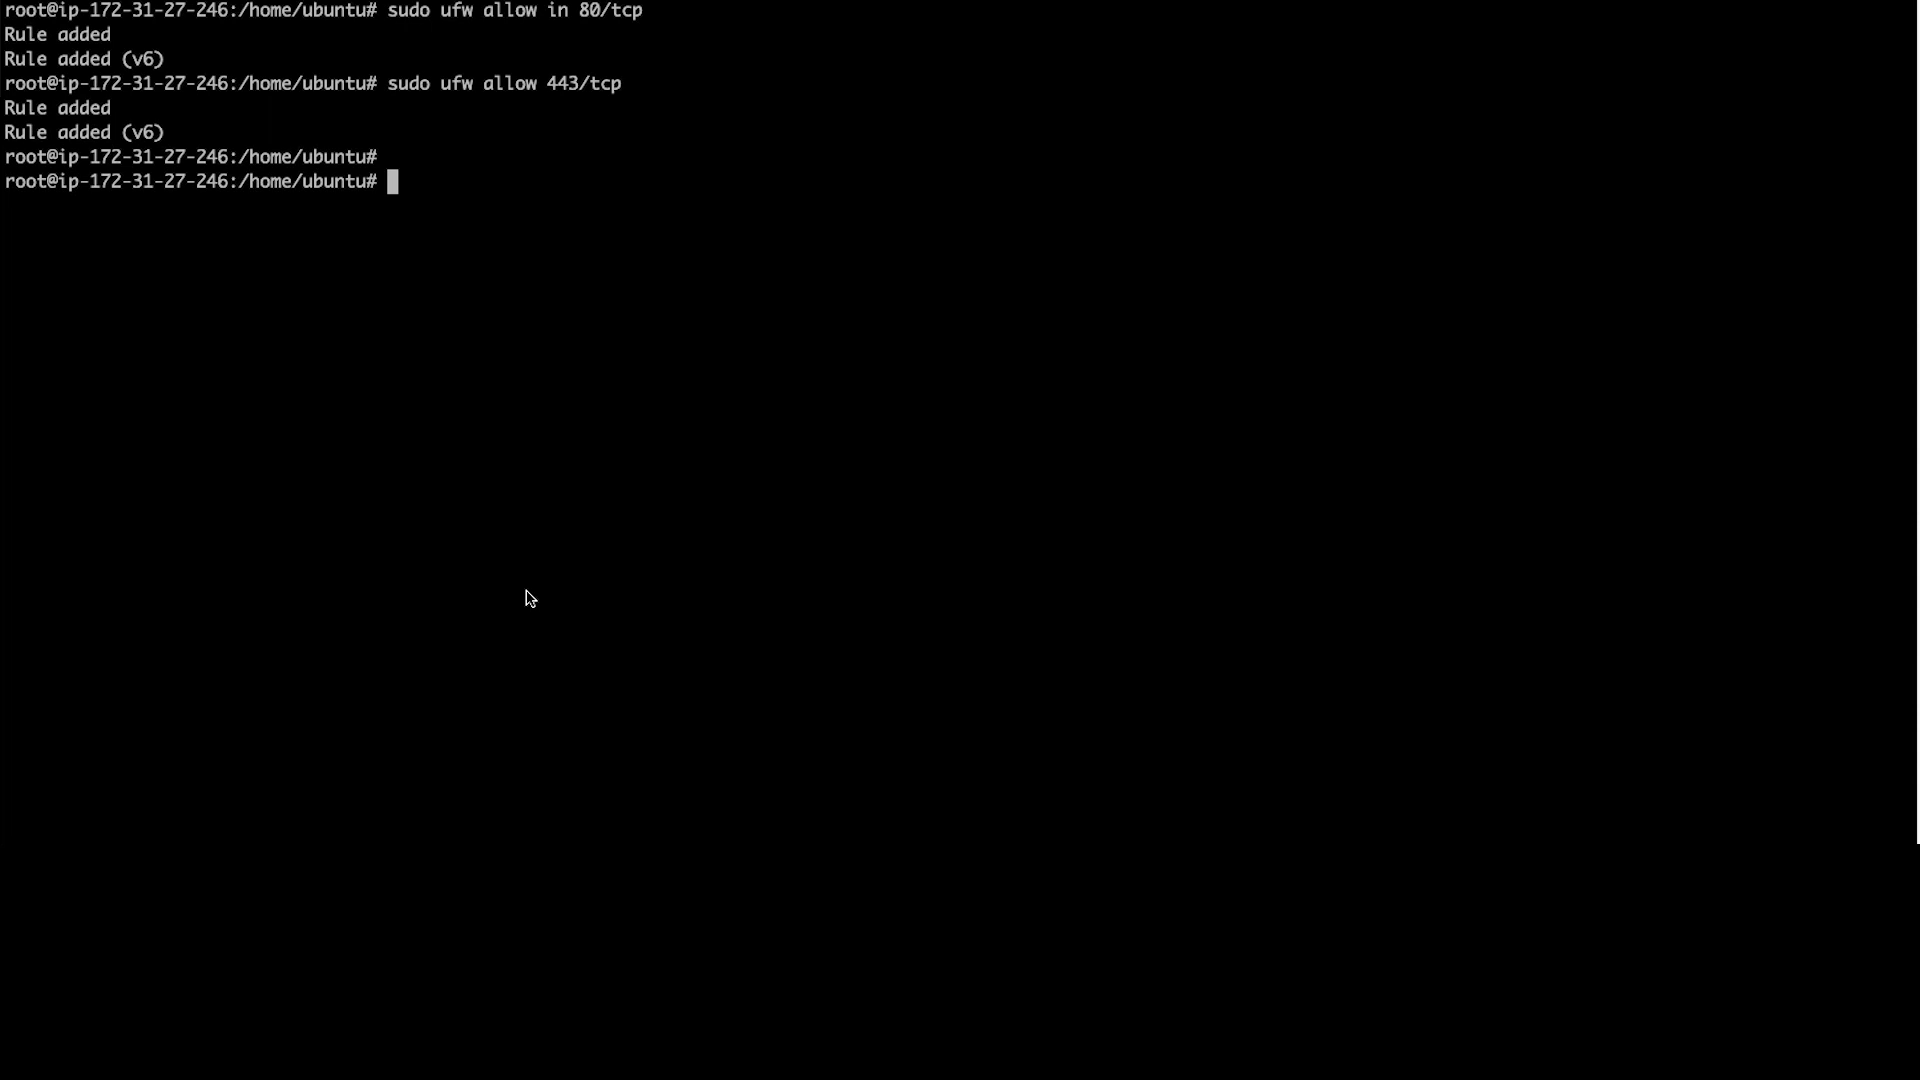 root@ip-172-31-27-246:/home/ubuntu# sudo ufw allow in 80/tcp
Rule added
Rule added (v6)
root@ip-172-31-27-246:/home/ubuntu# sudo ufw allow 443/tcp
Rule added
Rule added (v6)
root@ip-172-31-27-246:/home/ubuntu#
root@ip-172-31-27-246:/home/ubuntu#